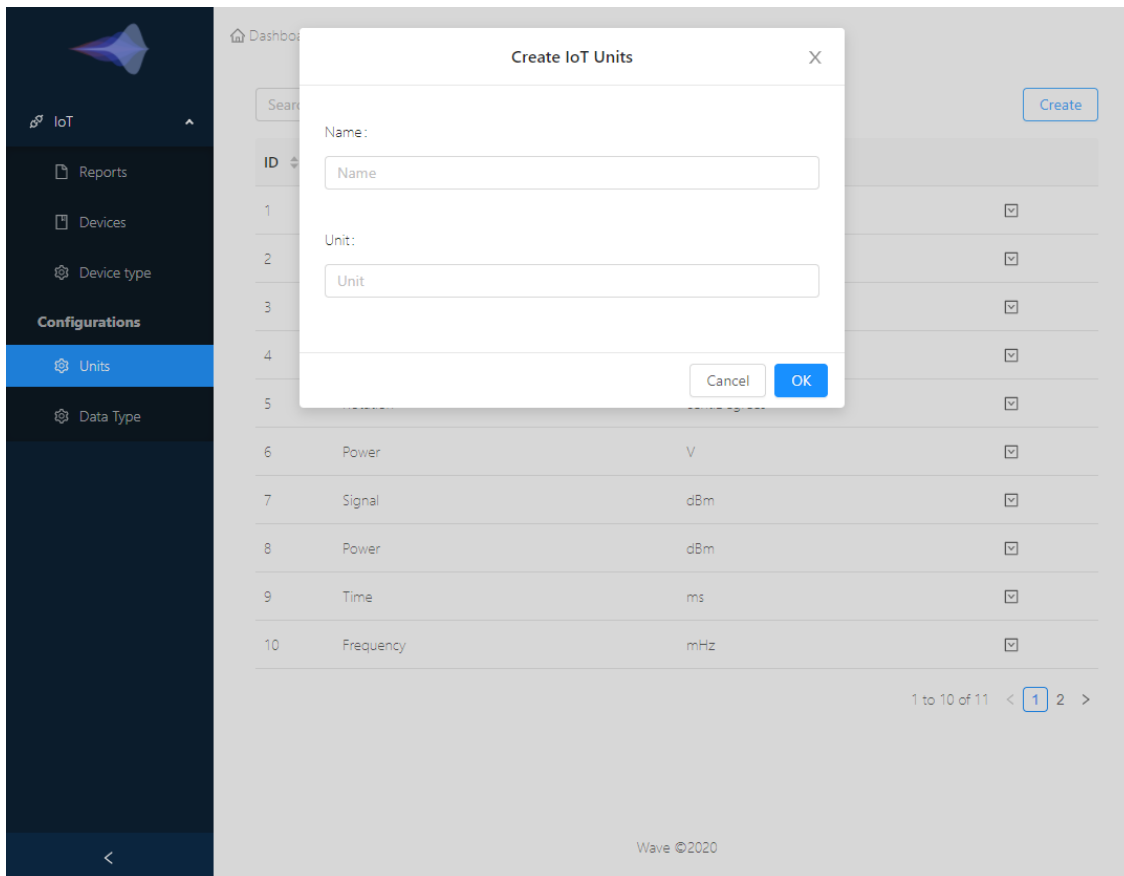 IoT
Reports
Devices
Device type
Configurations
Units
Data Type
Create IoT Units
Name:
Name
Unit:
Unit
Cancel OK
Create
ID
1
2
3
4
5
6 Power V
7 Signal dBm
8 Power dBm
9 Time ms
10 Frequency mHz
1 to 10 of 11 < 1 2 >
Wave ©2020